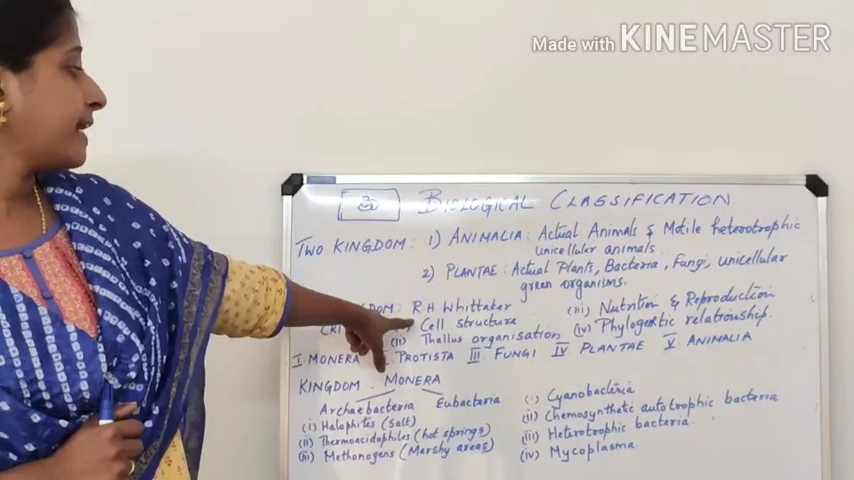 Made with KINEMASTER
BIOLOGICAL CLASSIFICATION
TWO KINGDOM : 1) ANIMALIA : Actual Animals & Motile heterotrophic
unicellular animals
2) PLANTAE : Actual Plants, Bacteria, Fungi, unicellular
green organisms.
DOM : R H Whittaker
Cell structure (iii) Nutrition & Reproduction
(ii) Thallus organisation (iv) Phylogetic relationship.
I MONERA PROTISTA III FUNGI IV PLANTAE V ANIMALIA
KINGDOM . MONERA
Archaebacteria Eubacteria
(i) Halophites (Salt)
(ii) Thermoacidophiles (hot springs)
(iii) Methonogens (Marshy areas)
(i) Cyanobacteria
(ii) Chemosynthetic autotrophic bacteria
(iii) Heterotrophic bacteria.
(iv) Mycoplasma.